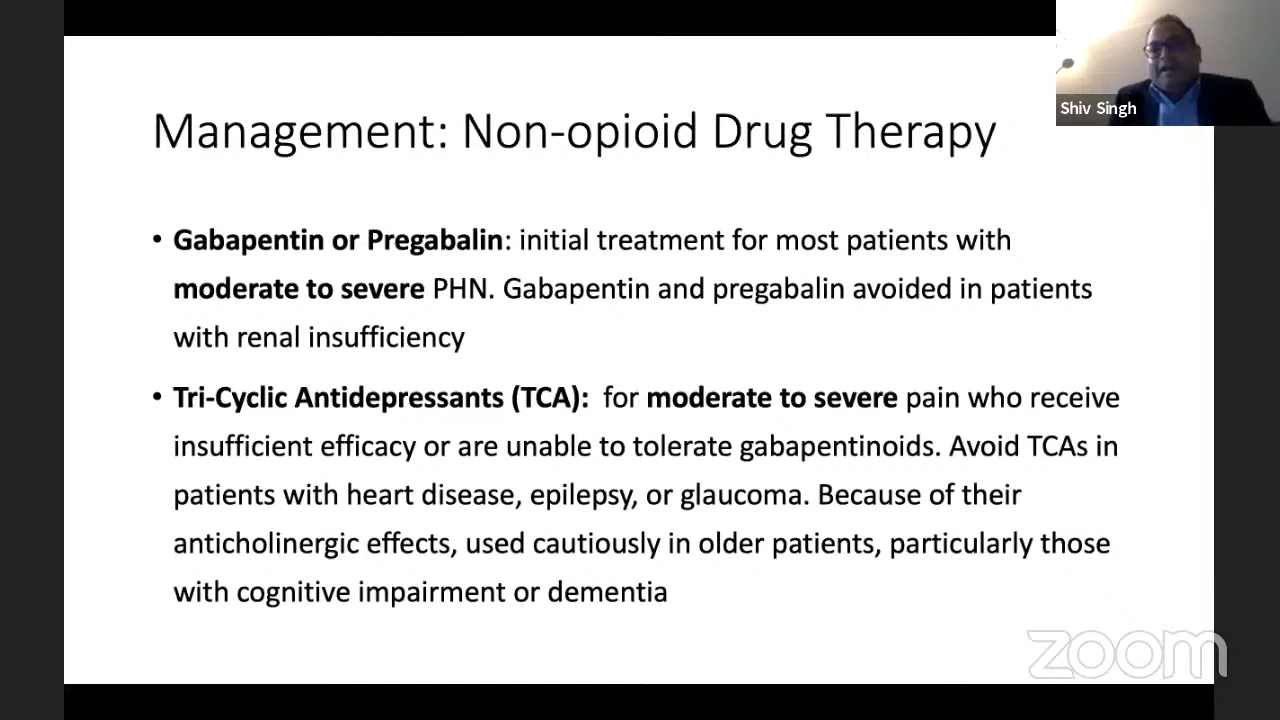 Shiv Singh
Management: Non-opioid Drug Therapy
• Gabapentin or Pregabalin: initial treatment for most patients with
moderate to severe PHN. Gabapentin and pregabalin avoided in patients
with renal insufficiency
• Tri-Cyclic Antidepressants (TCA):  for moderate to severe pain who receive
insufficient efficacy or are unable to tolerate gabapentinoids. Avoid TCAs in
patients with heart disease, epilepsy, or glaucoma. Because of their
anticholinergic effects, used cautiously in older patients, particularly those
with cognitive impairment or dementia
zoom